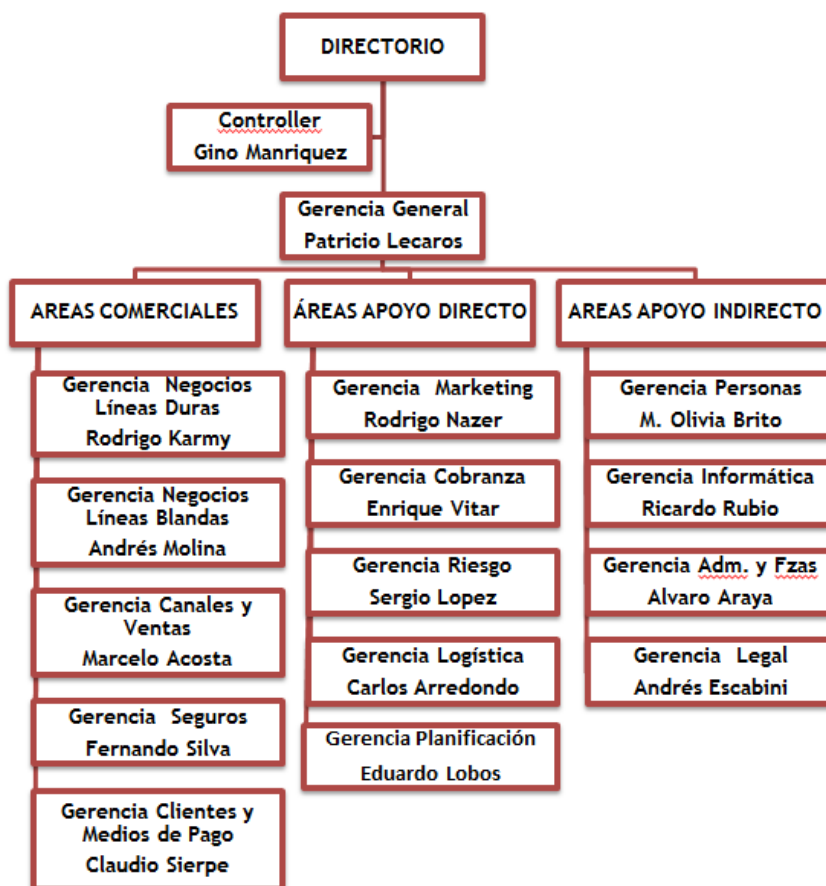 DIRECTORIO
Controller
Gino Manriquez
Gerencia General
Patricio Lecaros
AREAS COMERCIALES
Gerencia Negocios
Líneas Duras
Rodrigo Karmy
Gerencia Negocios
Líneas Blandas
Andrés Molina
Gerencia Canales y
Ventas
Marcelo Acosta
Gerencia Seguros
Fernando Silva
Gerencia Clientes y
Medios de Pago
Claudio Sierpe
ÁREAS APOYO DIRECTO
Gerencia Marketing
Rodrigo Nazer
Gerencia Cobranza
Enrique Vitar
Gerencia Riesgo
Sergio Lopez
Gerencia Logística
Carlos Arredondo
Gerencia Planificación
Eduardo Lobos
AREAS APOYO INDIRECTO
Gerencia Personas
M. Olivia Brito
Gerencia Informática
Ricardo Rubio
Gerencia Adm. y Fzas
Alvaro Araya
Gerencia Legal
Andrés Escabini